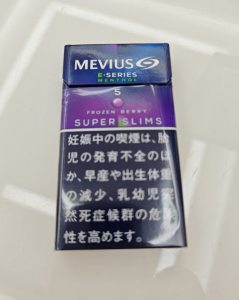 MEVIUS
E-SERIES
MENTHOL
5
FROZEN BERRY
SUPER SLIMS
妊娠中の喫煙は、胎
児の発育不全のほ
か、早産や出生体重
の減少、乳幼児突
然死症候群の危険
性を高めます。